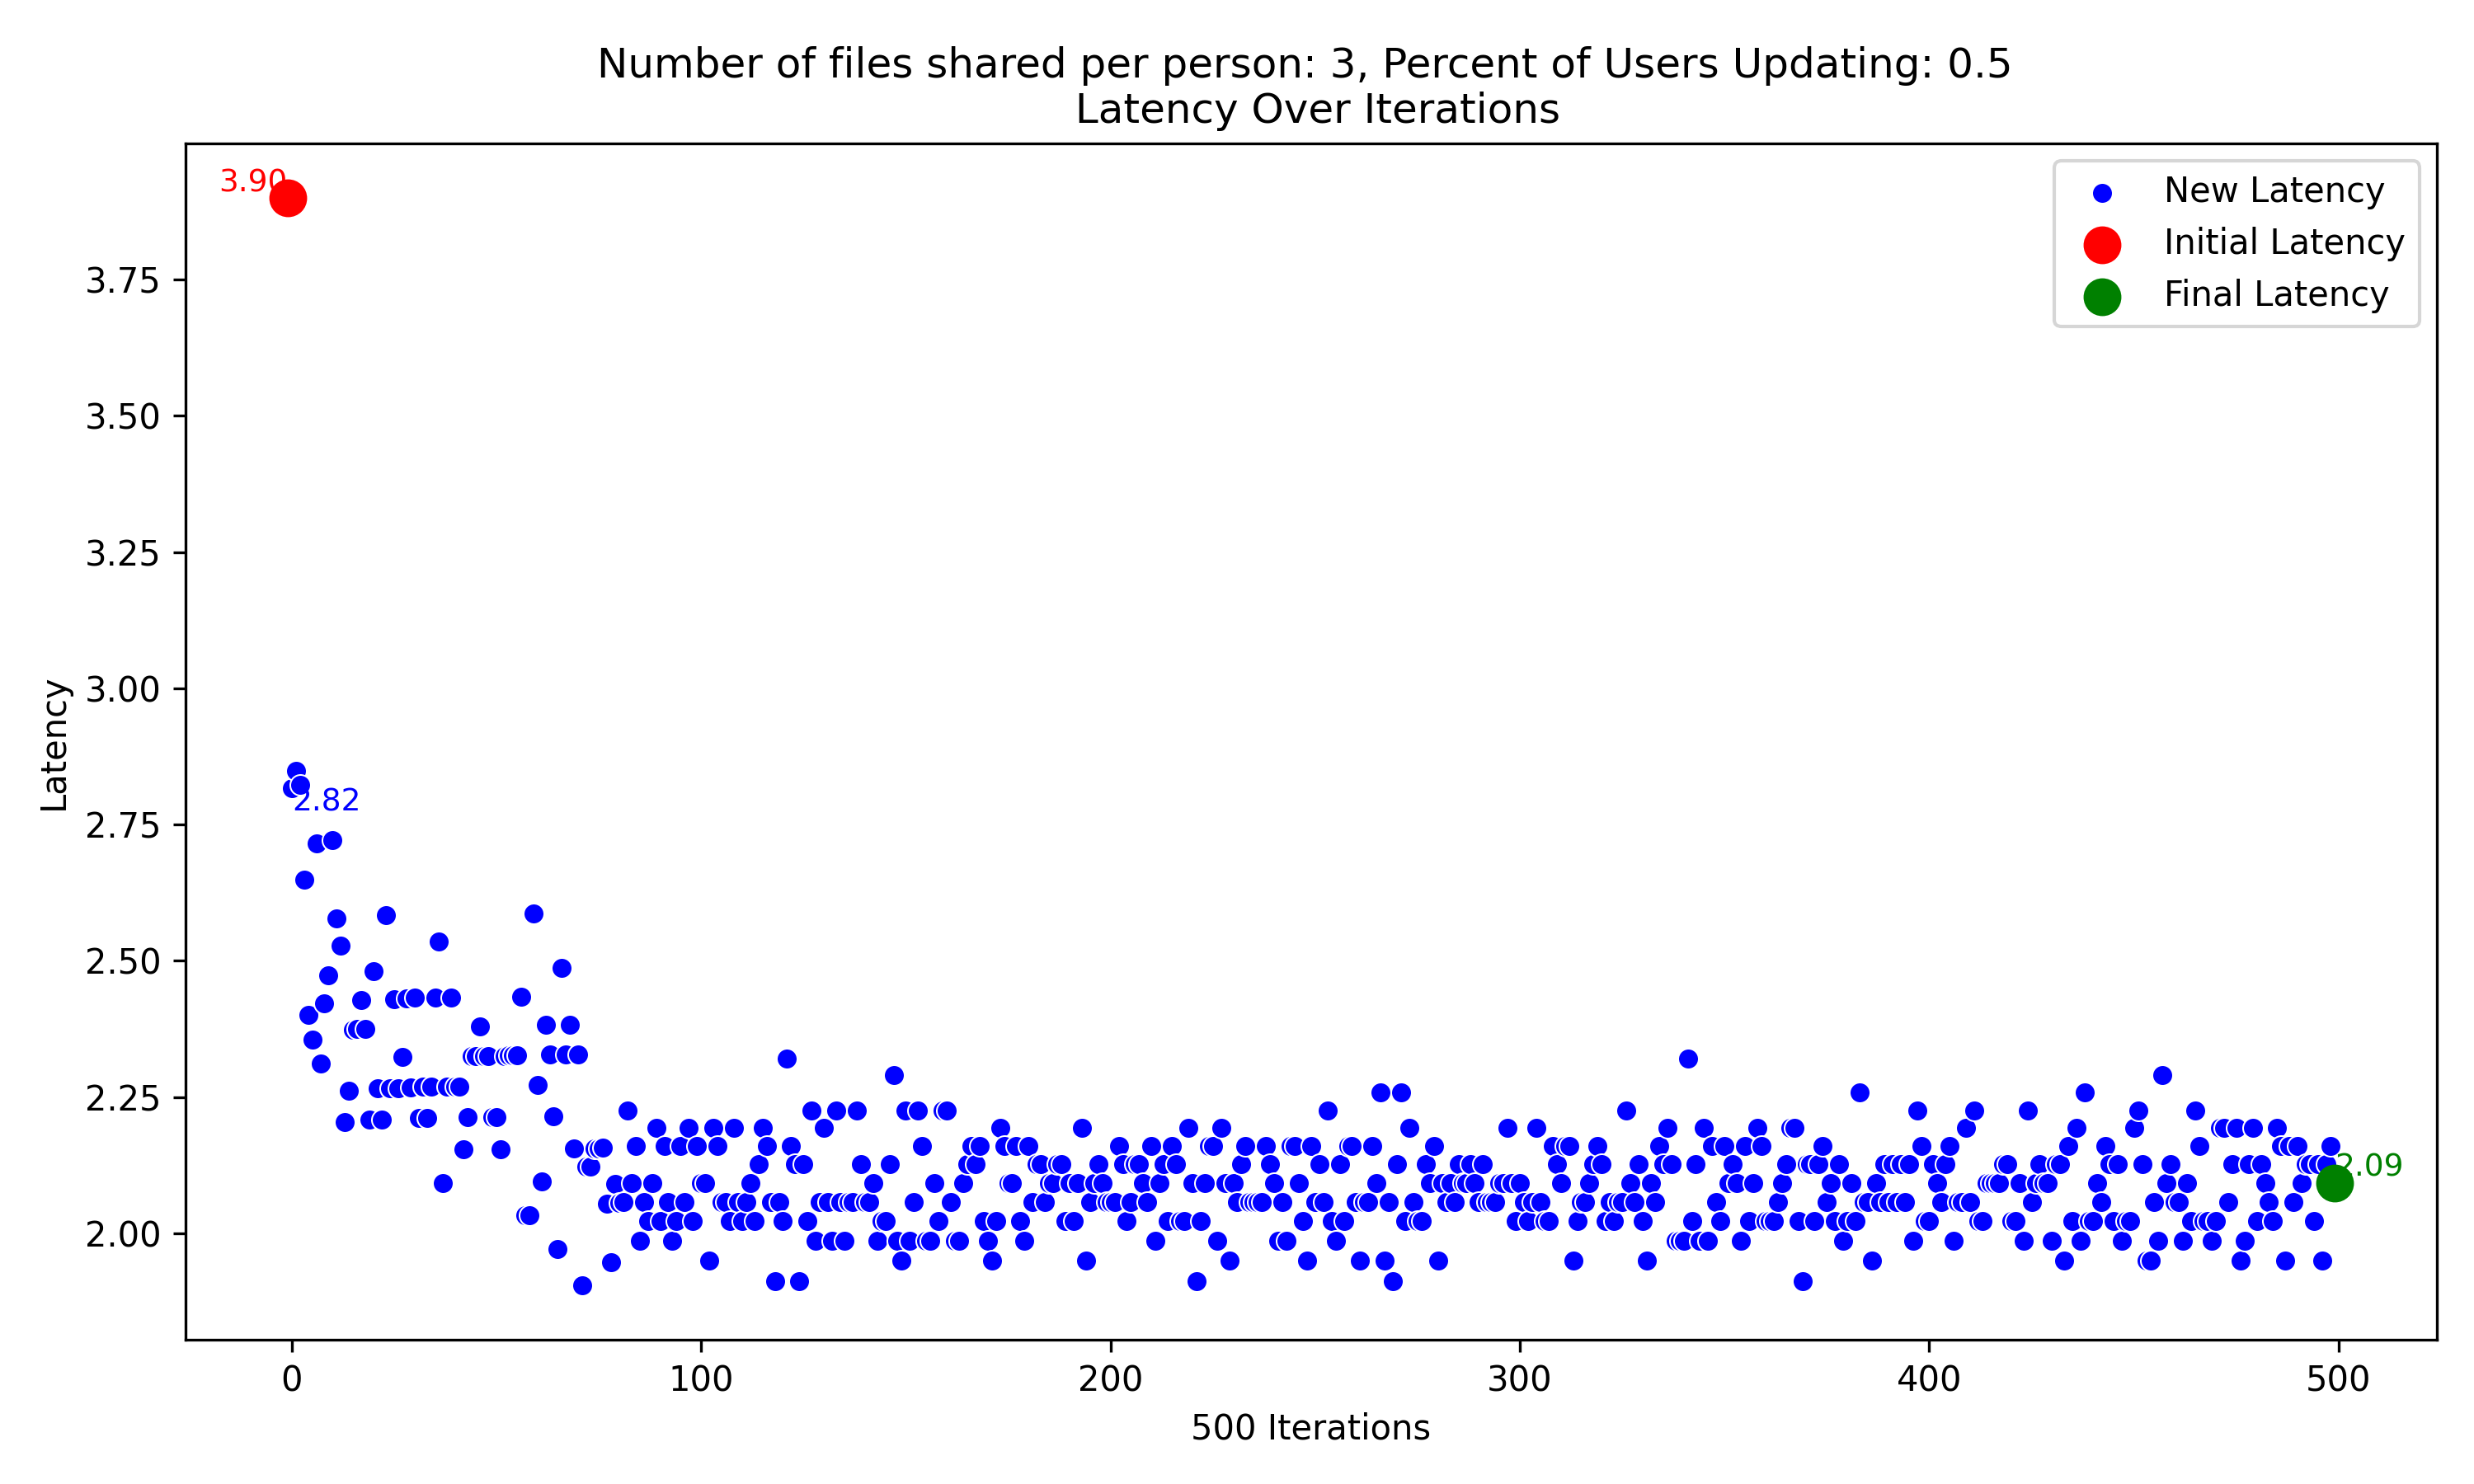 Number of files shared per person: 3, Percent of Users Updating: 0.5
Latency Over Iterations
3.90
New Latency
Initial Latency
Final Latency
3.75
3.50
3.25
3.00
2.75
2.50
2.25
2.00
Latency
2.82
2.09
0
100
200
300
400
500
500 Iterations